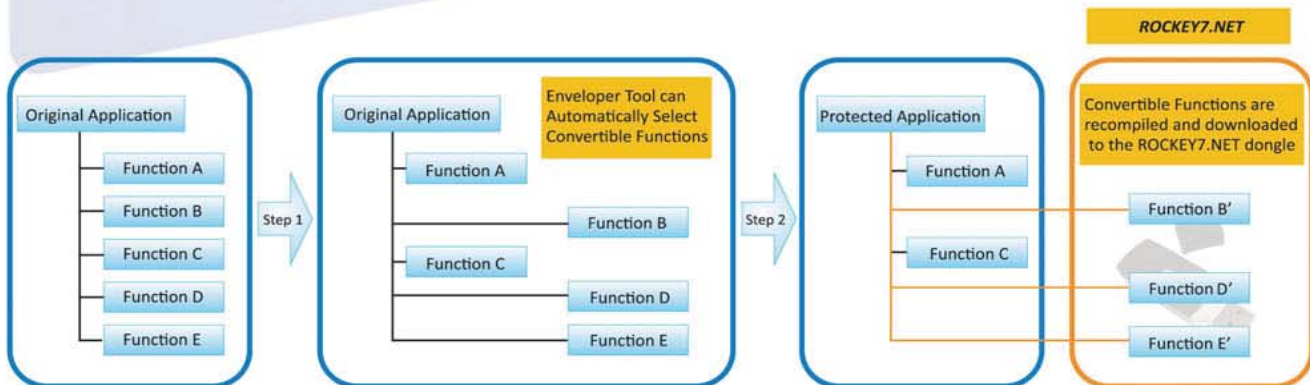 ROCKEY7.NET
Original Application
Function A
Function B
Function C
Function D
Function E
Step 1
Original Application
Enveloper Tool can
Automatically Select
Convertible Functions
Function A
Function B
Function C
Function D
Function E
Step 2
Protected Application
Function A
Function C
Convertible Functions are
recompiled and downloaded
to the ROCKEY7.NET dongle
Function B’
Function D’
Function E’